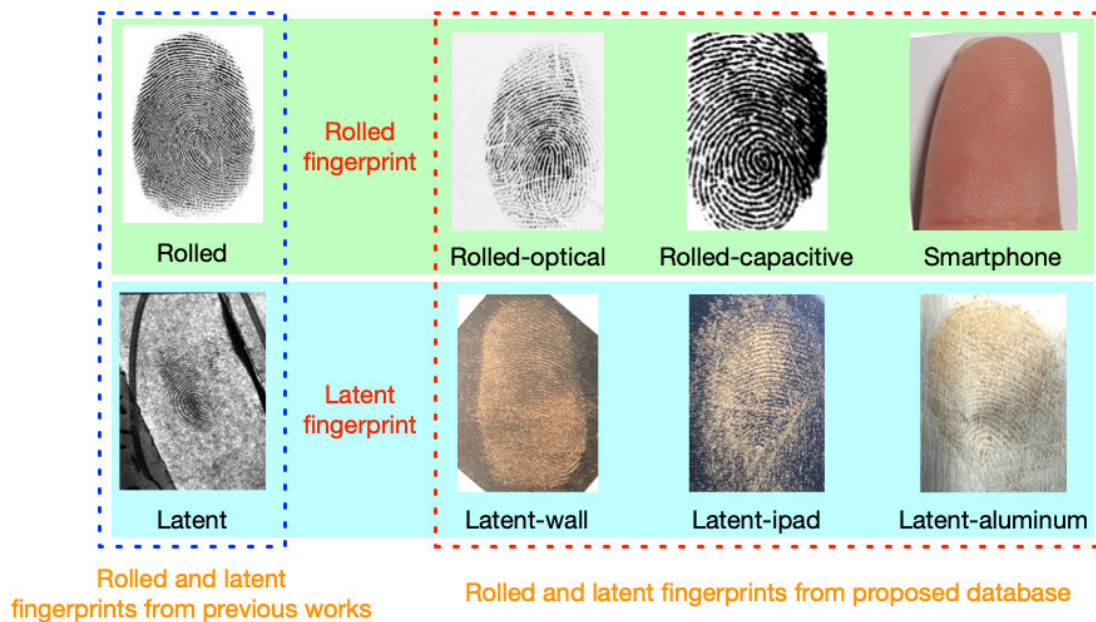 Rolled
Rolled
fingerprint
Rolled-optical
Rolled-capacitive
Smartphone
Latent
Latent
fingerprint
Latent-wall
Latent-ipad
Latent-aluminum
Rolled and latent
fingerprints from previous works
Rolled and latent fingerprints from proposed database